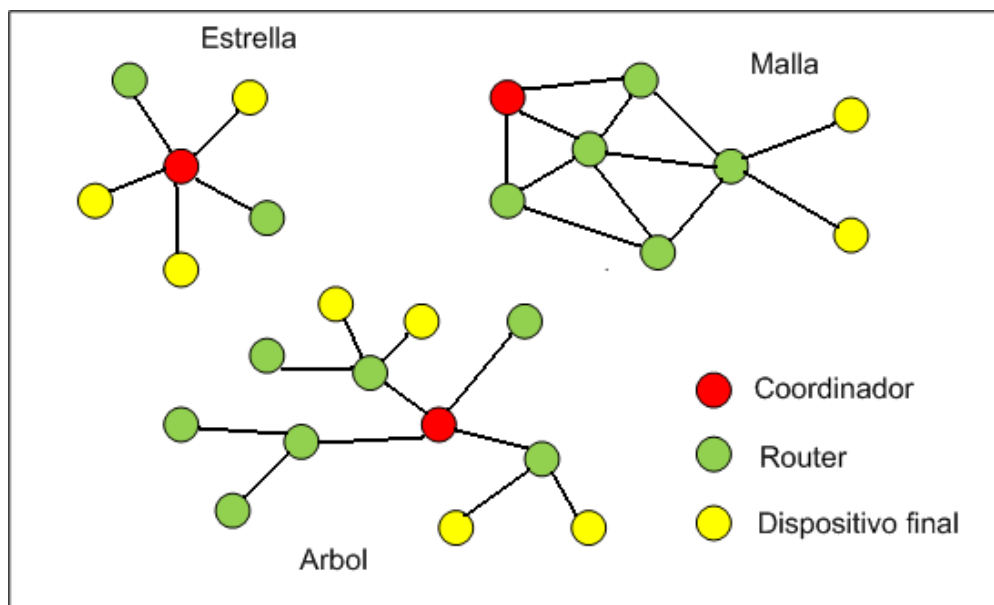 Estrella
Malla
Coordinador
Router
Dispositivo final
Arbol